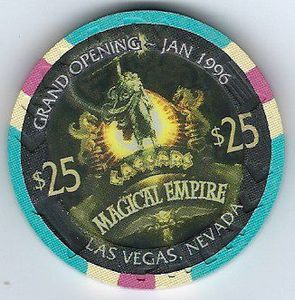 GRAND OPENING ~ JAN 1996
$25
$25
CAESARS
MAGICAL EMPIRE
LAS VEGAS, NEVADA